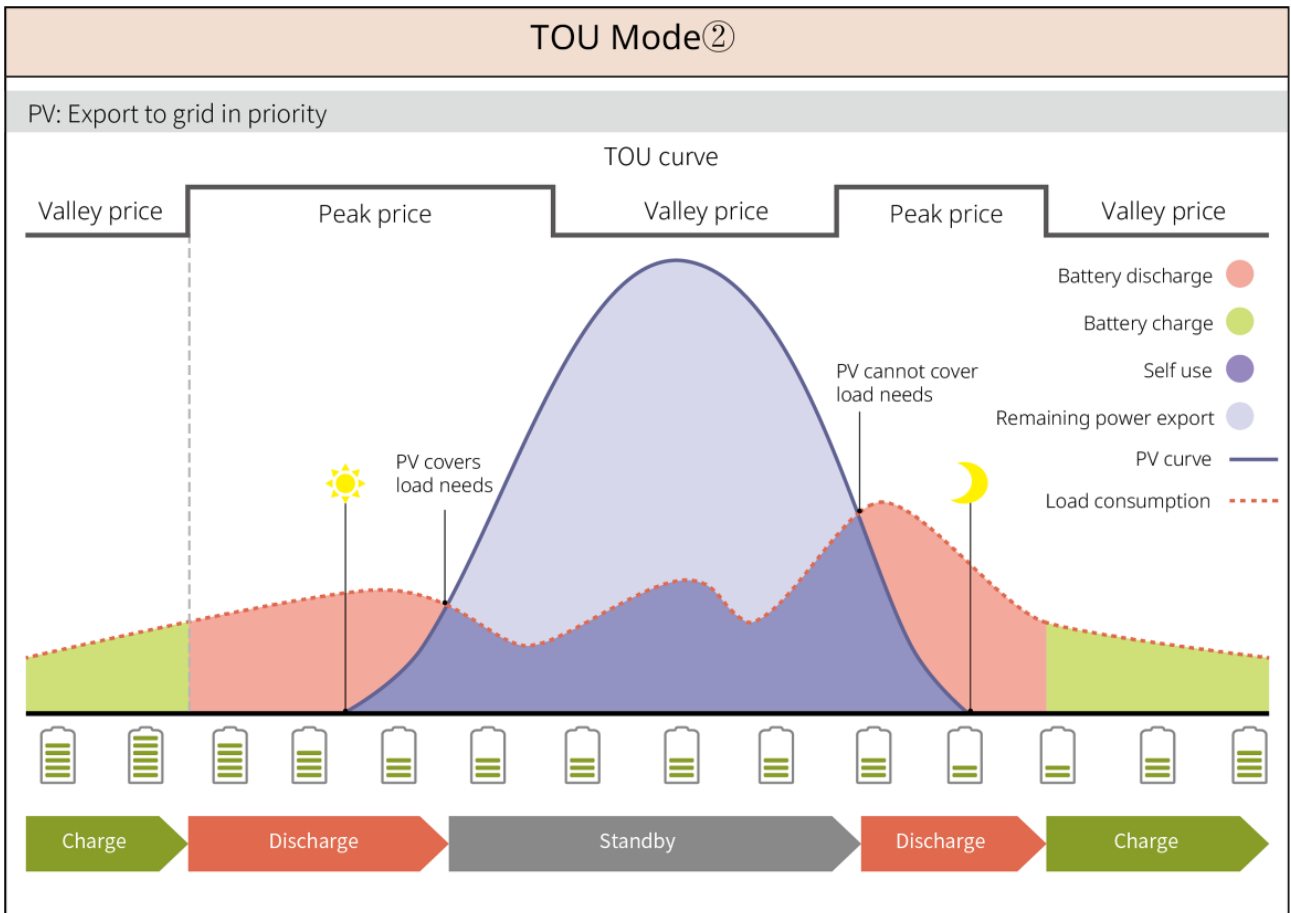 TOU Mode②
PV: Export to grid in priority
TOU curve
Valley price
Peak price
Valley price
Peak price
Valley price
Battery discharge
Battery charge
Self use
Remaining power export
PV curve
Load consumption
PV covers
load needs
PV cannot cover
load needs
Charge
Discharge
Standby
Discharge
Charge